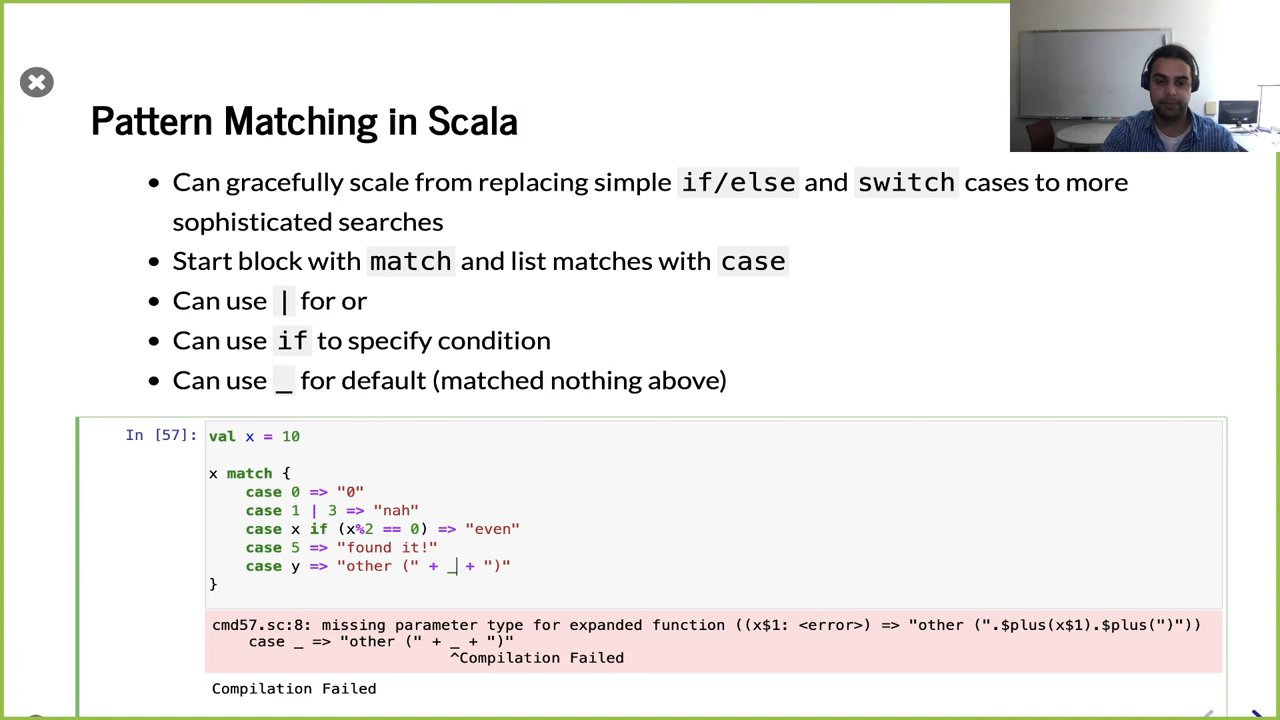 Pattern Matching in Scala
• Can gracefully scale from replacing simple if/else and switch cases to more
sophisticated searches
• Start block with match and list matches with case
• Can use | for or
• Can use if to specify condition
• Can use _ for default (matched nothing above)
In [57]: val x = 10
x match {
    case 0 => "0"
    case 1 | 3 => "nah"
    case x if (x%2 == 0) => "even"
    case 5 => "found it!"
    case y => "other (" + _ + ")"
}
cmd57.sc:8: missing parameter type for expanded function ((x$1: <error>) => "other (".$plus(x$1).$plus(")"))
    case _ => "other (" + _ + ")"
                          ^Compilation Failed
Compilation Failed